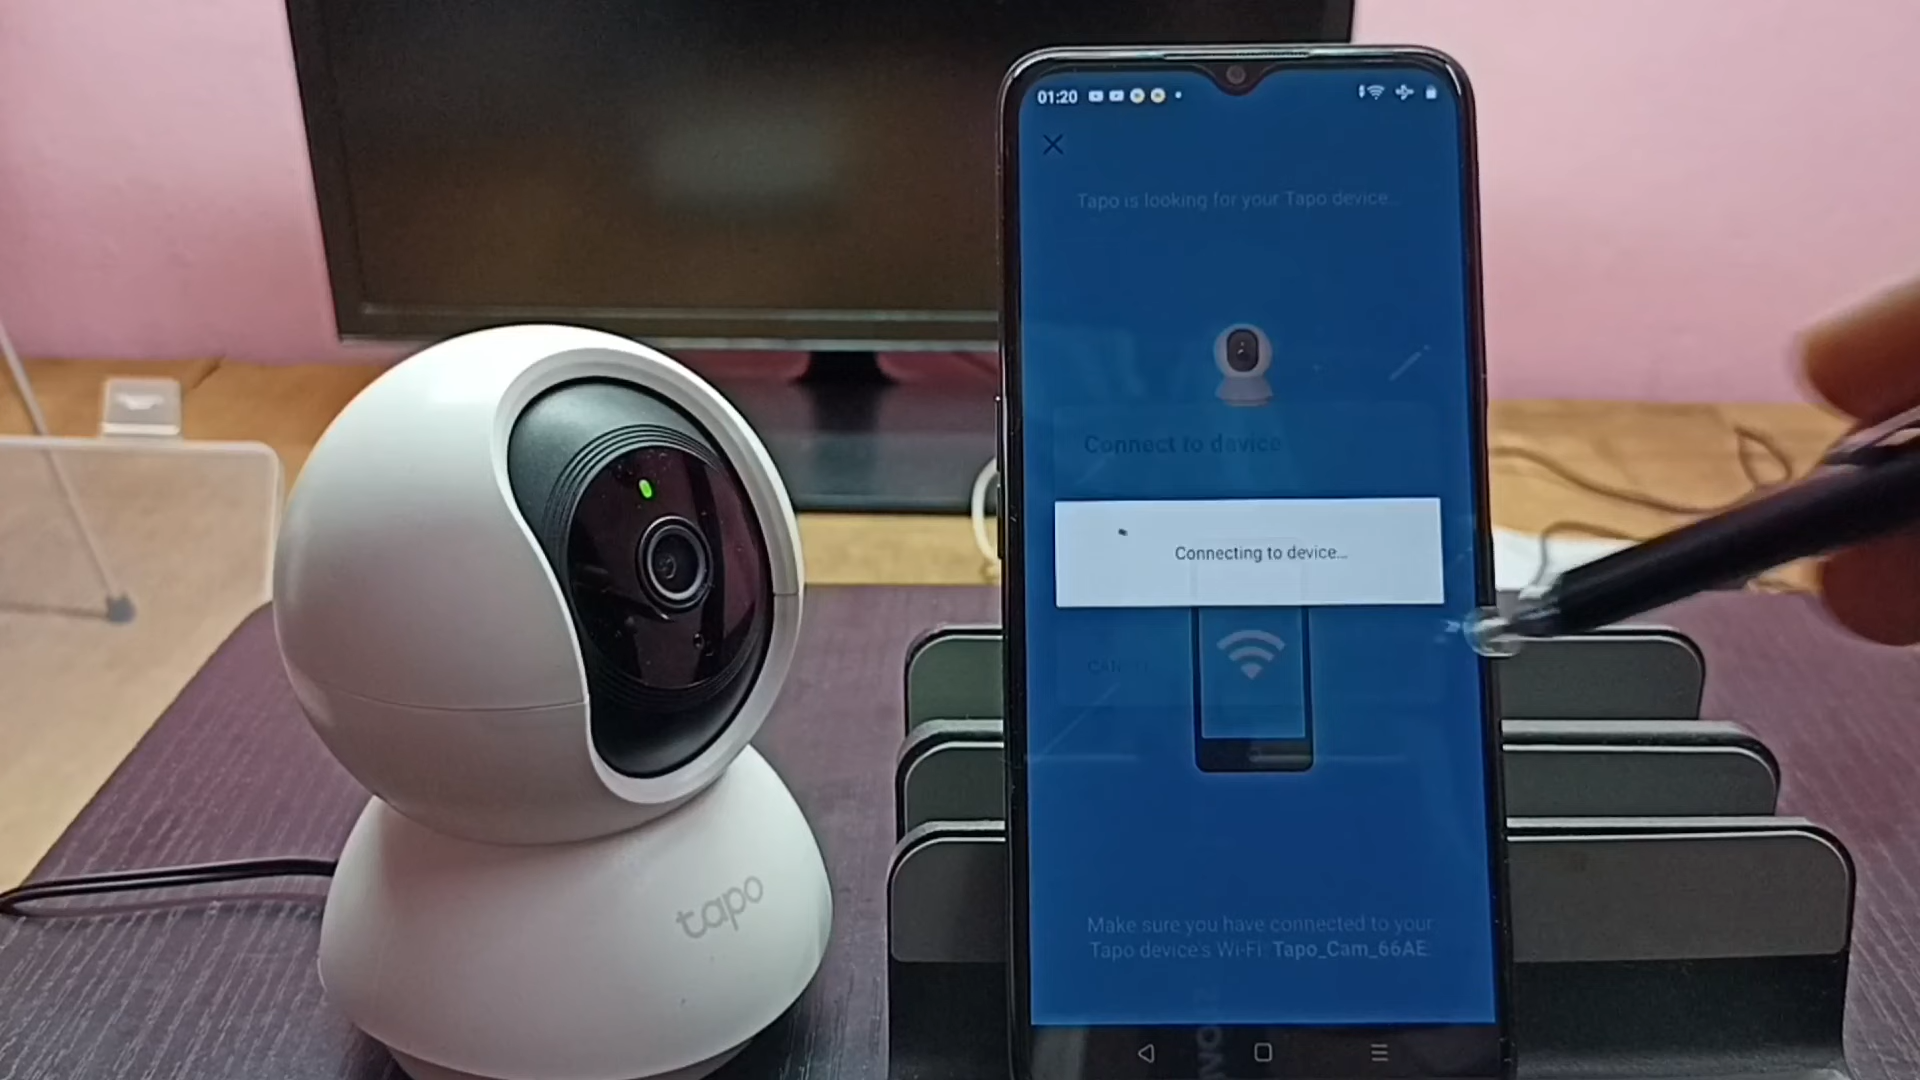 01:20
Tapo is looking for your Tapo device...
Connect to device
Connecting to device...
Make sure you have connected to your
Tapo device's Wi-Fi: Tapo_Cam_66AE
tapo